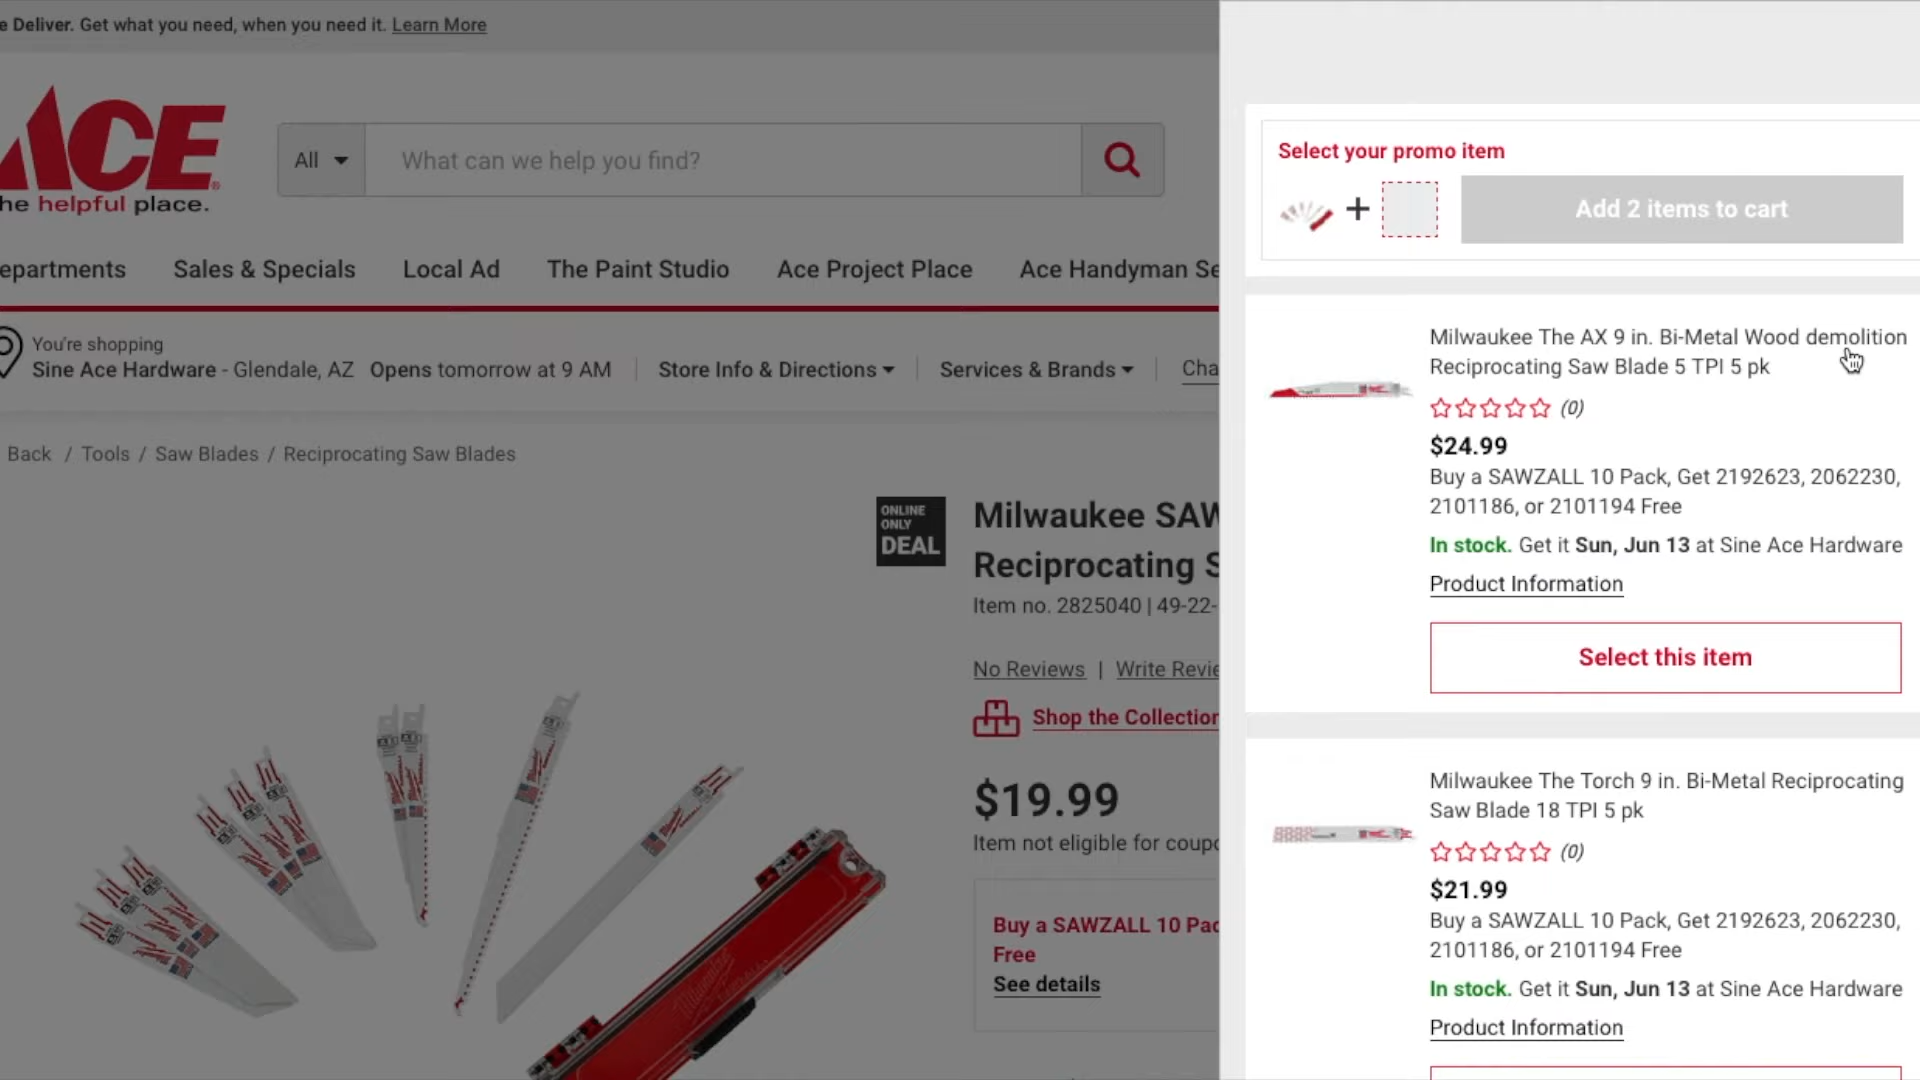 e Deliver. Get what you need, when you need it. Learn More
ACE
he helpful place.
All
What can we help you find?
epartments
Sales & Specials
Local Ad
The Paint Studio
Ace Project Place
Ace Handyman Se
You're shopping
Sine Ace Hardware - Glendale, AZ Opens tomorrow at 9 AM
Store Info & Directions
Services & Brands
Cha
Back / Tools / Saw Blades / Reciprocating Saw Blades
ONLINE
ONLY
DEAL
Milwaukee SAW
Reciprocating S
Item no. 2825040 | 49-22-
No Reviews | Write Revie
Shop the Collection
$19.99
Item not eligible for coupo
Buy a SAWZALL 10 Pac
Free
See details
Select your promo item
+
Add 2 items to cart
Milwaukee The AX 9 in. Bi-Metal Wood demolition
Reciprocating Saw Blade 5 TPI 5 pk
(0)
$24.99
Buy a SAWZALL 10 Pack, Get 2192623, 2062230,
2101186, or 2101194 Free
In stock. Get it Sun, Jun 13 at Sine Ace Hardware
Product Information
Select this item
Milwaukee The Torch 9 in. Bi-Metal Reciprocating
Saw Blade 18 TPI 5 pk
(0)
$21.99
Buy a SAWZALL 10 Pack, Get 2192623, 2062230,
2101186, or 2101194 Free
In stock. Get it Sun, Jun 13 at Sine Ace Hardware
Product Information